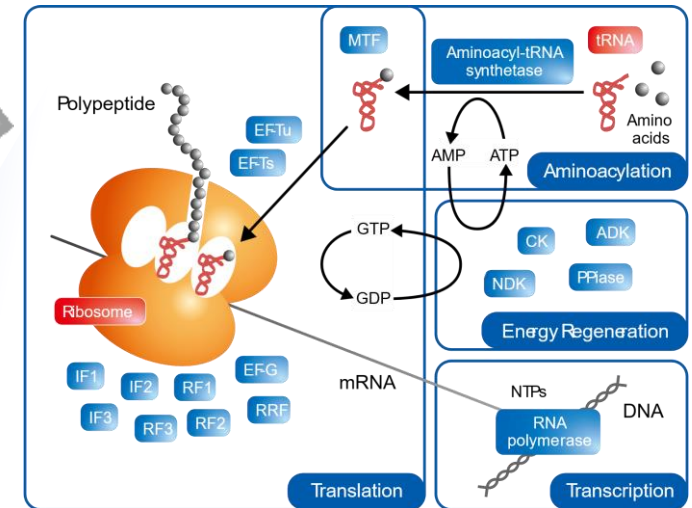 MTF
Aminoacyl-tRNA
synthetase
tRNA
Amino
acids
Polypeptide
EF-Tu
EF-Ts
AMP
ATP
Aminoacylation
GTP
GDP
CK
ADK
NDK
PPiase
Energy Regeneration
Ribosome
IF1
IF2
RF1
EF-G
IF3
RF3
RF2
RRF
mRNA
NTPs
DNA
RNA
polymerase
Translation
Transcription